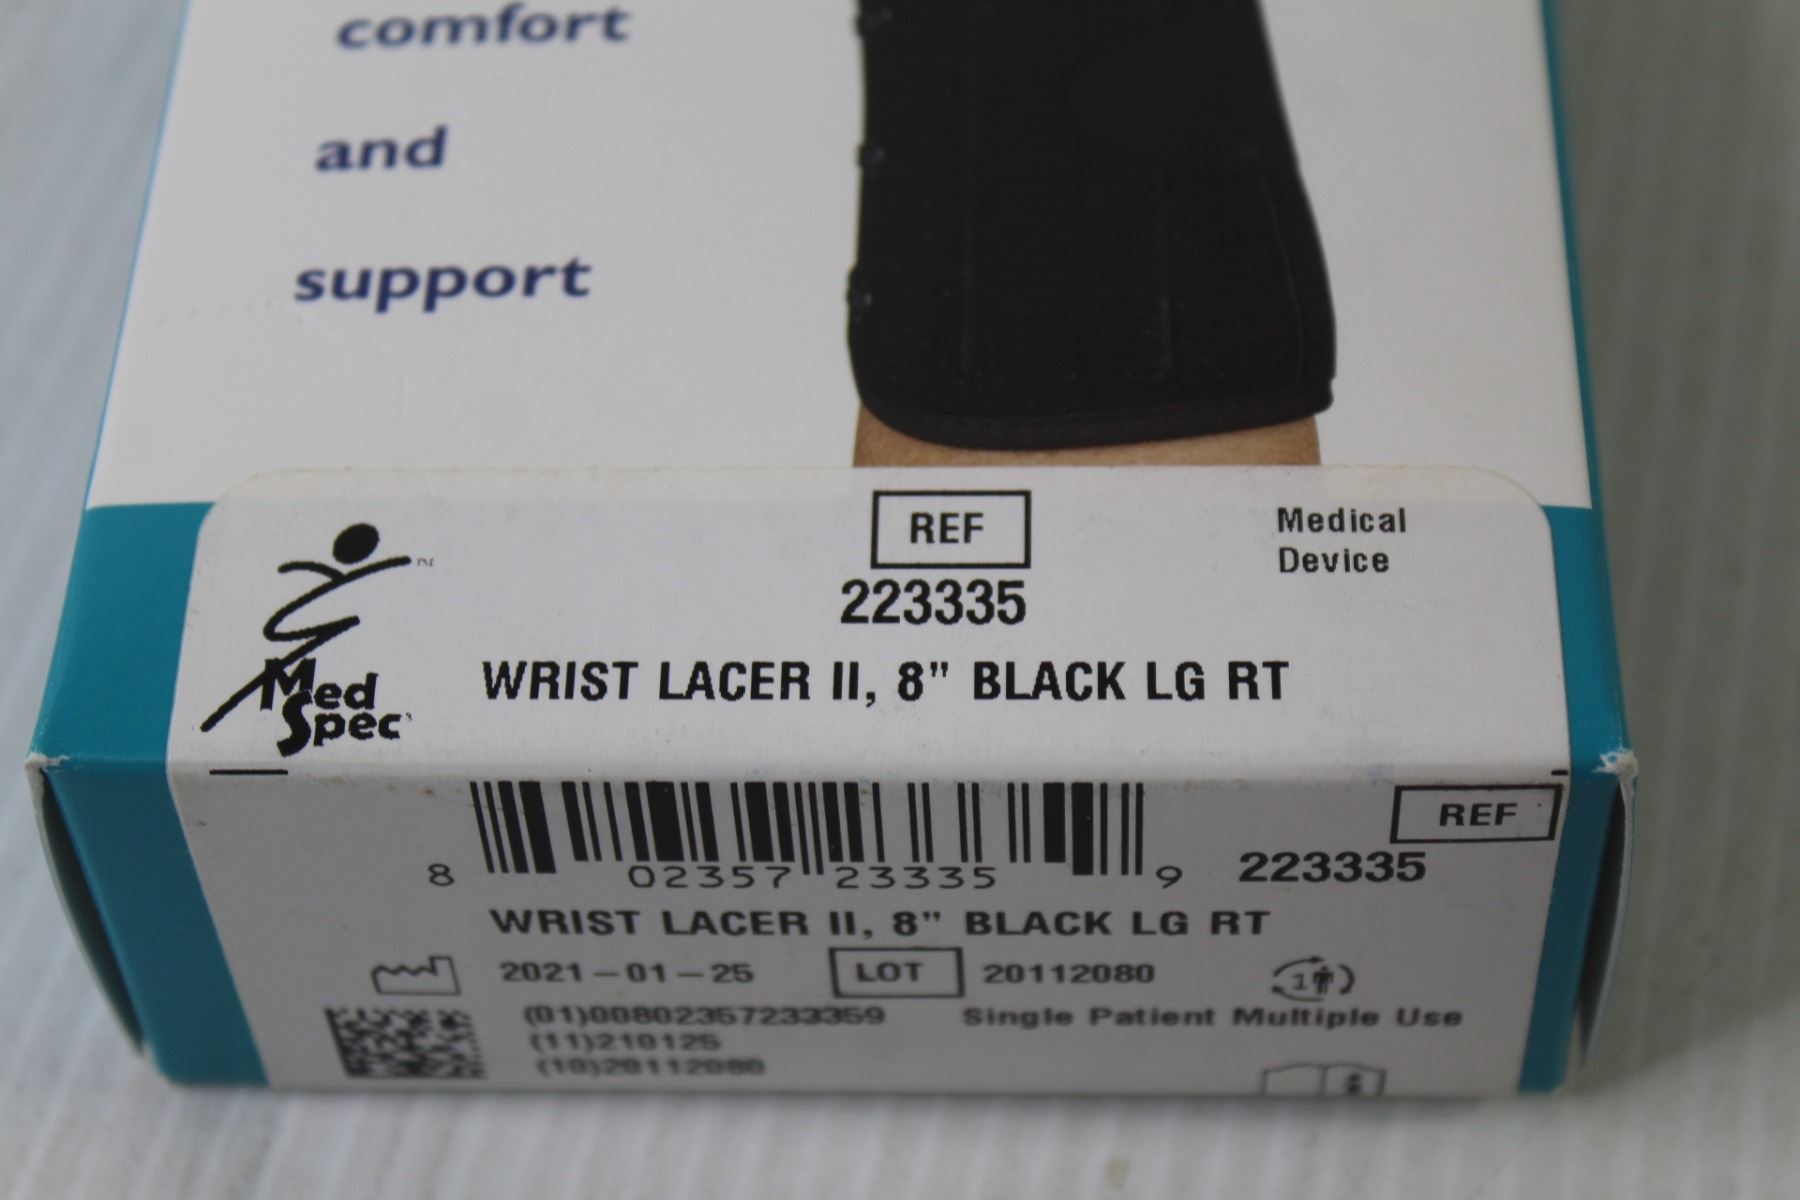 comfort
and
support
REF
Medical
Device
223335
Med
Spec
WRIST LACER II, 8" BLACK LG RT
REF
8 02357 23335 9
223335
WRIST LACER II, 8" BLACK LG RT
2021-01-25
LOT
20112080
1
(01)00802357233359
Single Patient Multiple Use
(11)210125
(10)20112080